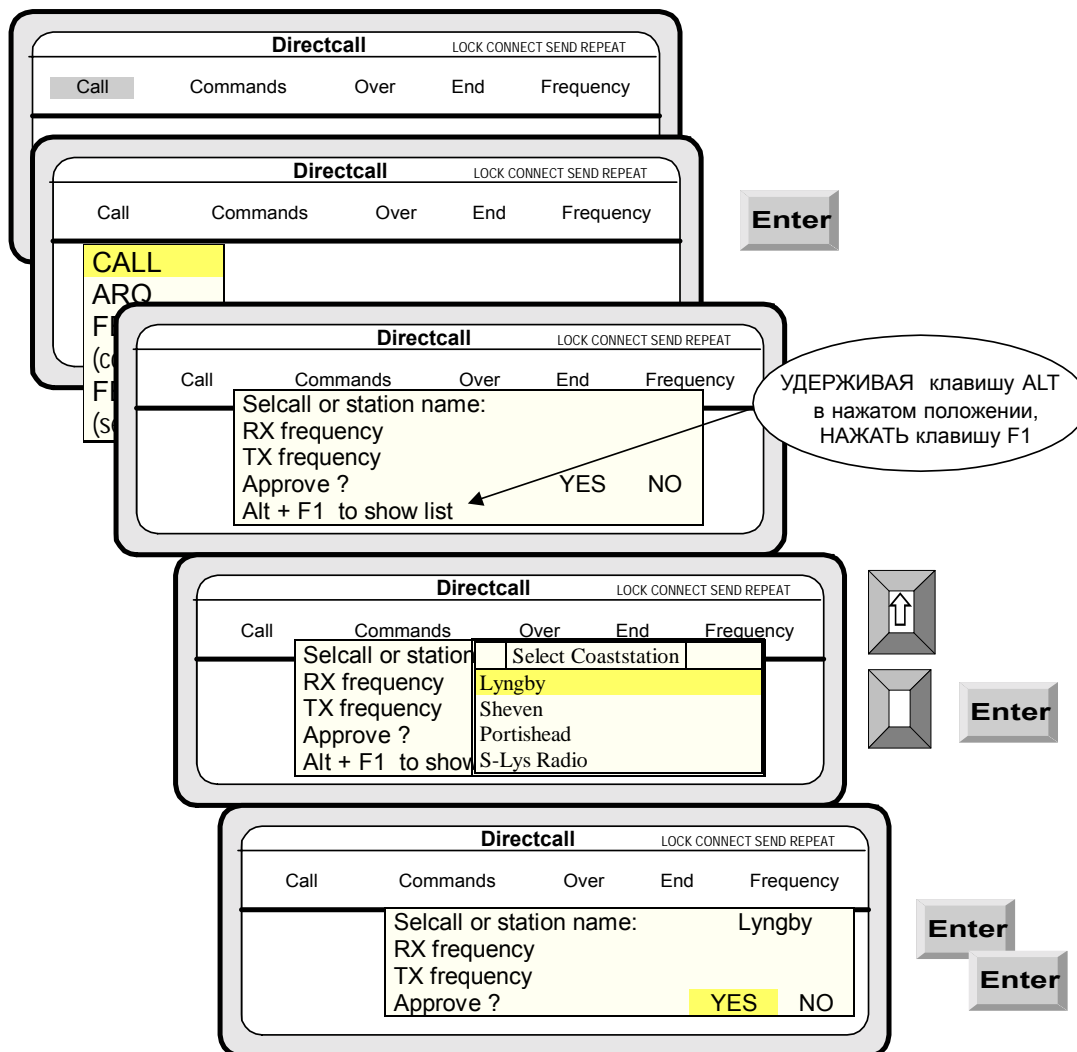 Directcall LOCK CONNECT SEND REPEAT
Call Commands Over End Frequency
Directcall LOCK CONNECT SEND REPEAT
Call Commands Over End Frequency
Enter
CALL
ARQ
Directcall LOCK CONNECT SEND REPEAT
Call Commands Over End Frequency
Selcall or station name:
RX frequency
TX frequency
Approve ? YES NO
Alt + F1 to show list
УДЕРЖИВАЯ клавишу ALT
в нажатом положении,
НАЖАТЬ клавишу F1
Directcall LOCK CONNECT SEND REPEAT
Call Commands Over End Frequency
Selcall or station
RX frequency
TX frequency
Approve ?
Alt + F1 to show
Select Coaststation
Lyngby
Sheven
Portishead
S-Lys Radio
Enter
Directcall LOCK CONNECT SEND REPEAT
Call Commands Over End Frequency
Selcall or station name: Lyngby
RX frequency
TX frequency
Approve ? YES NO
Enter
Enter